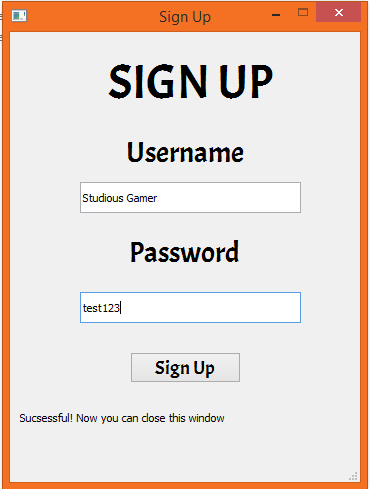 Sign Up
SIGN UP
Username
Studious Gamer
Password
test123
Sign Up
Sucsessful! Now you can close this window